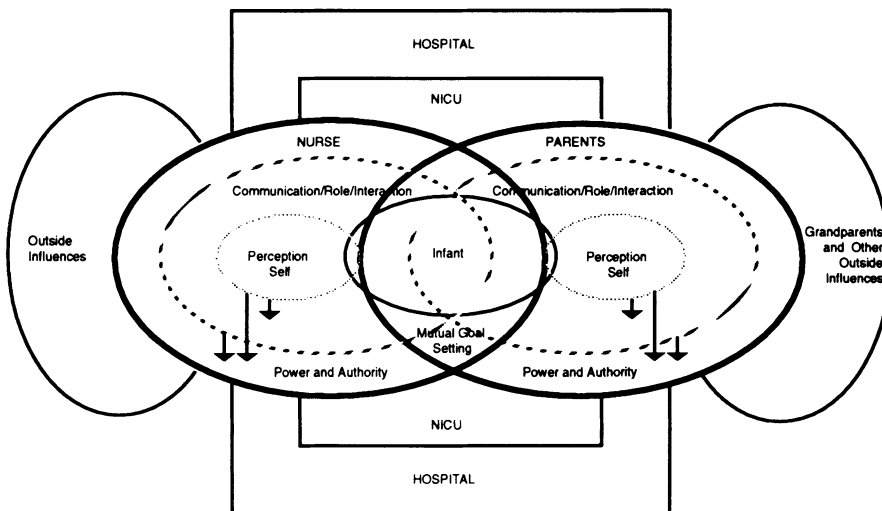 HOSPITAL
NICU
NURSE
PARENTS
Communication/Role/Interaction
Communication/Role/Interaction
Outside
Influences
Perception
Self
Infant
Perception
Self
Grandparents
and Other
Outside
Influences
Mutual Goal
Setting
Power and Authority
Power and Authority
NICU
HOSPITAL